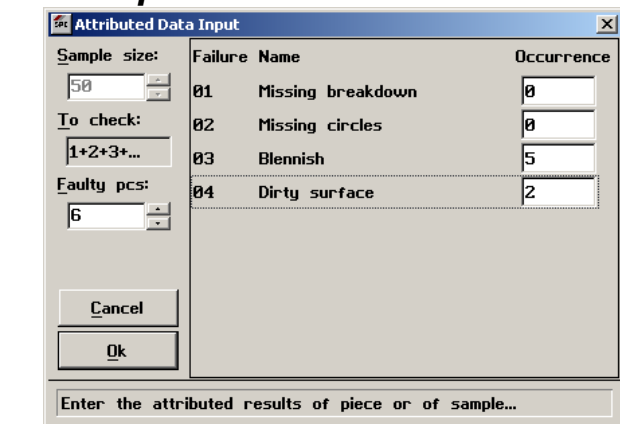 SPC Attributed Data Input
Sample size:
50
To check:
1+2+3+...
Faulty pcs:
6
Cancel
Ok
Failure Name Occurrence
01 Missing breakdown 0
02 Missing circles 0
03 Blennish 5
04 Dirty surface 2
Enter the attributed results of piece or of sample...